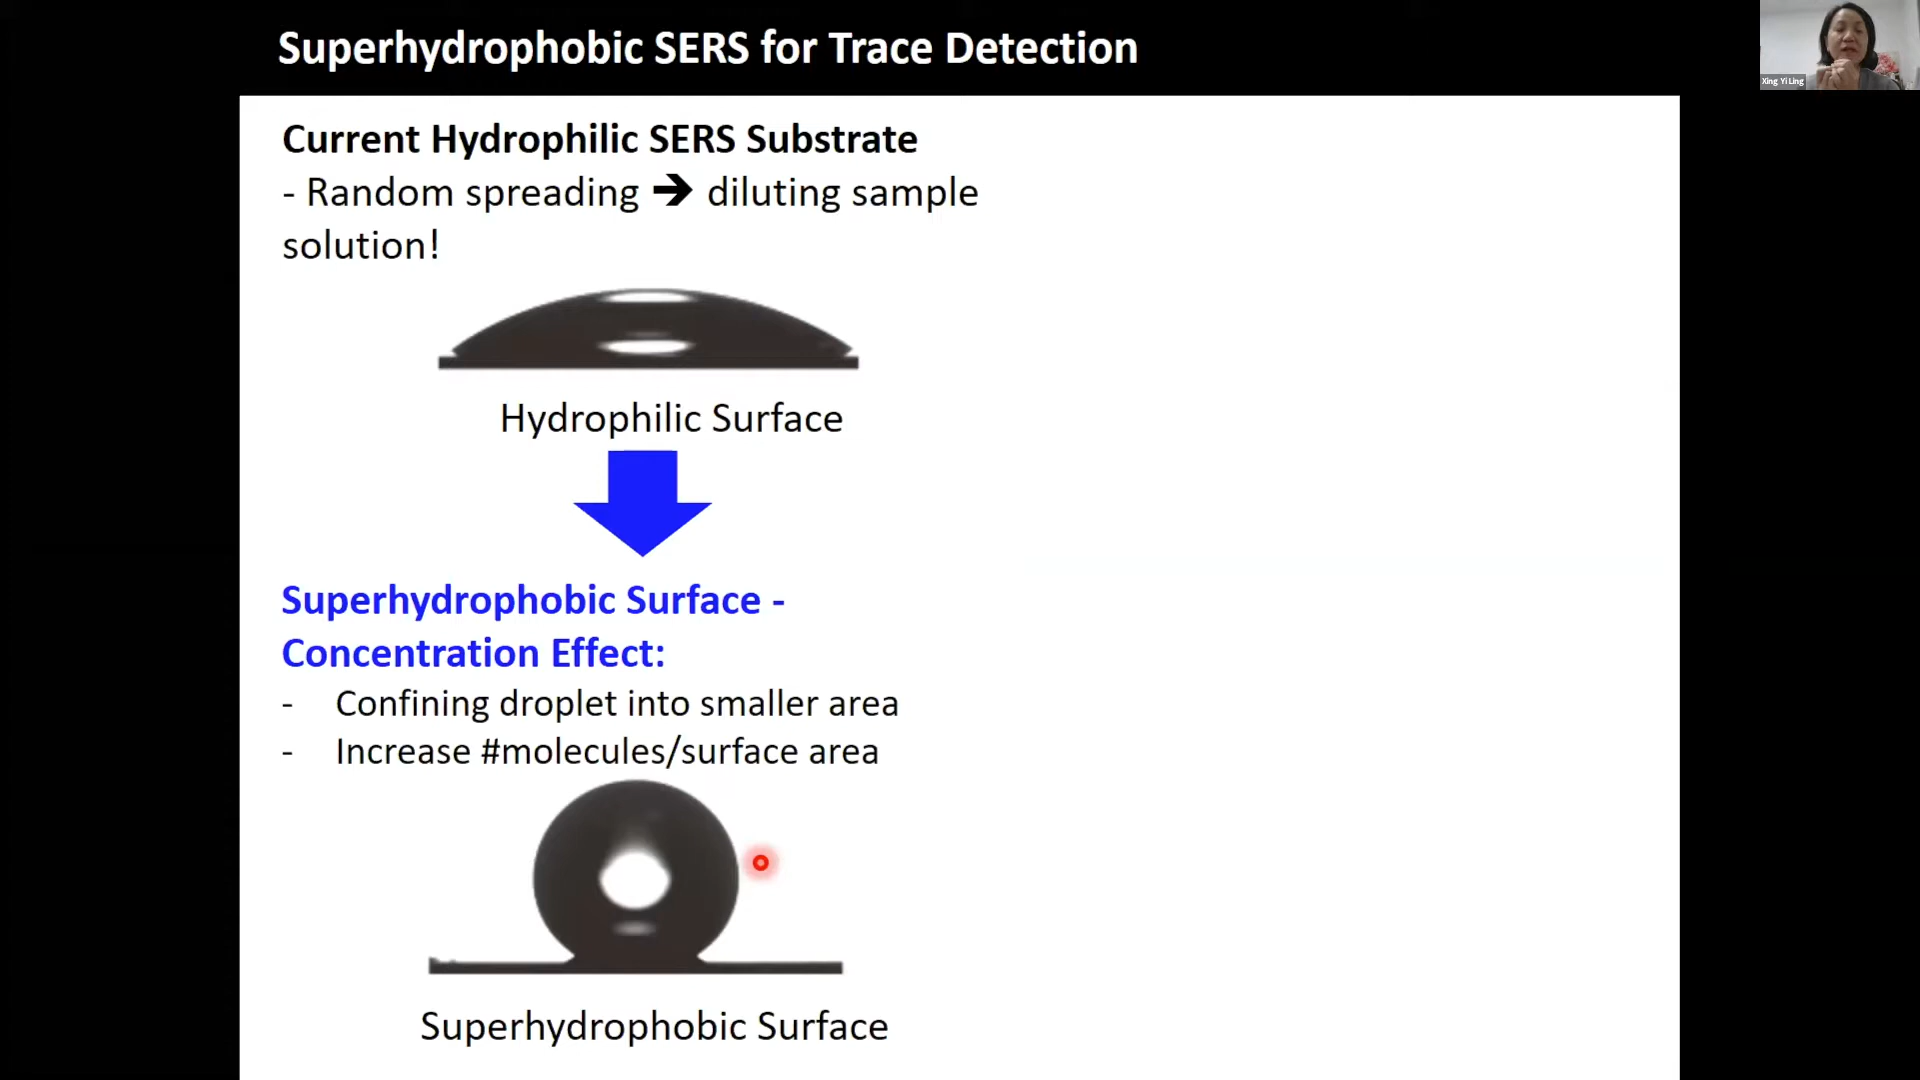 Superhydrophobic SERS for Trace Detection
Xing Yi Ling
Current Hydrophilic SERS Substrate
- Random spreading ➔ diluting sample
solution!
Hydrophilic Surface
Superhydrophobic Surface -
Concentration Effect:
- Confining droplet into smaller area
- Increase #molecules/surface area
Superhydrophobic Surface